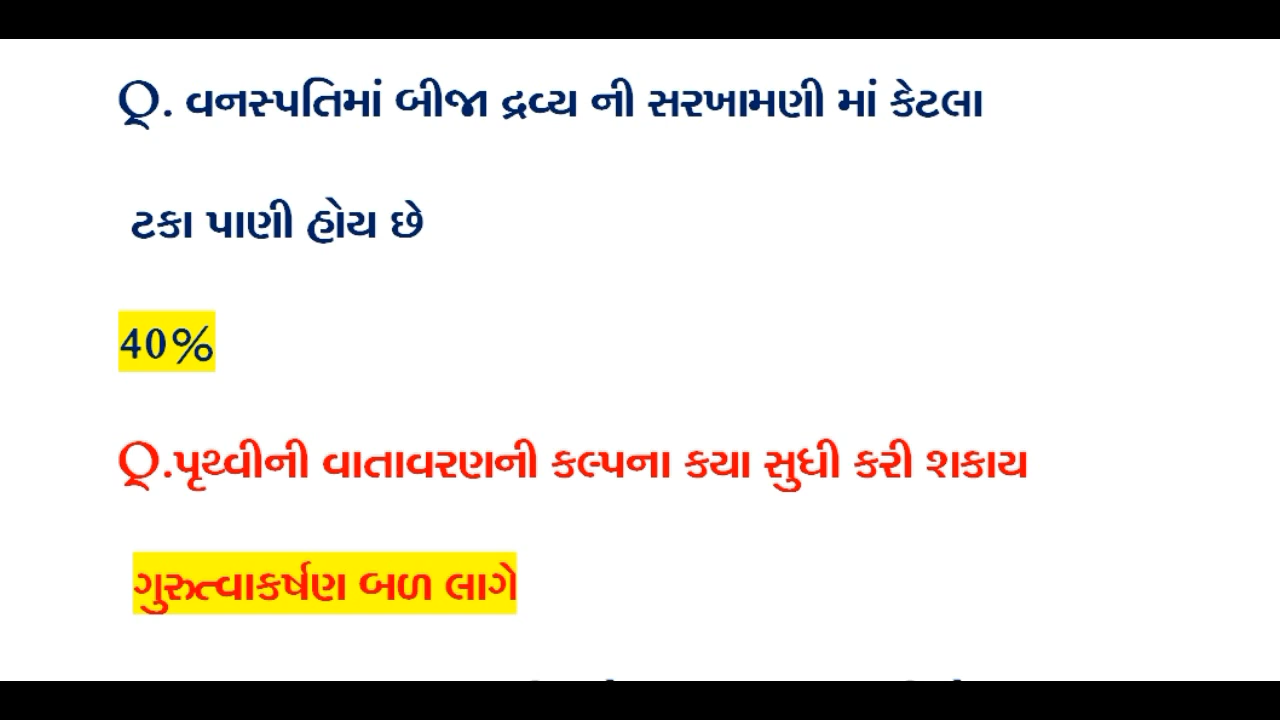 Q. વનસ્પતિમાં બીજા દ્રવ્ય ની સરખામણી માં કેટલા
ટકા પાણી હોય છે
40%
Q.પૃથ્વીની વાતાવરણની કલ્પના કયા સુધી કરી શકાય
ગુરુત્વાકર્ષણ બળ લાગે